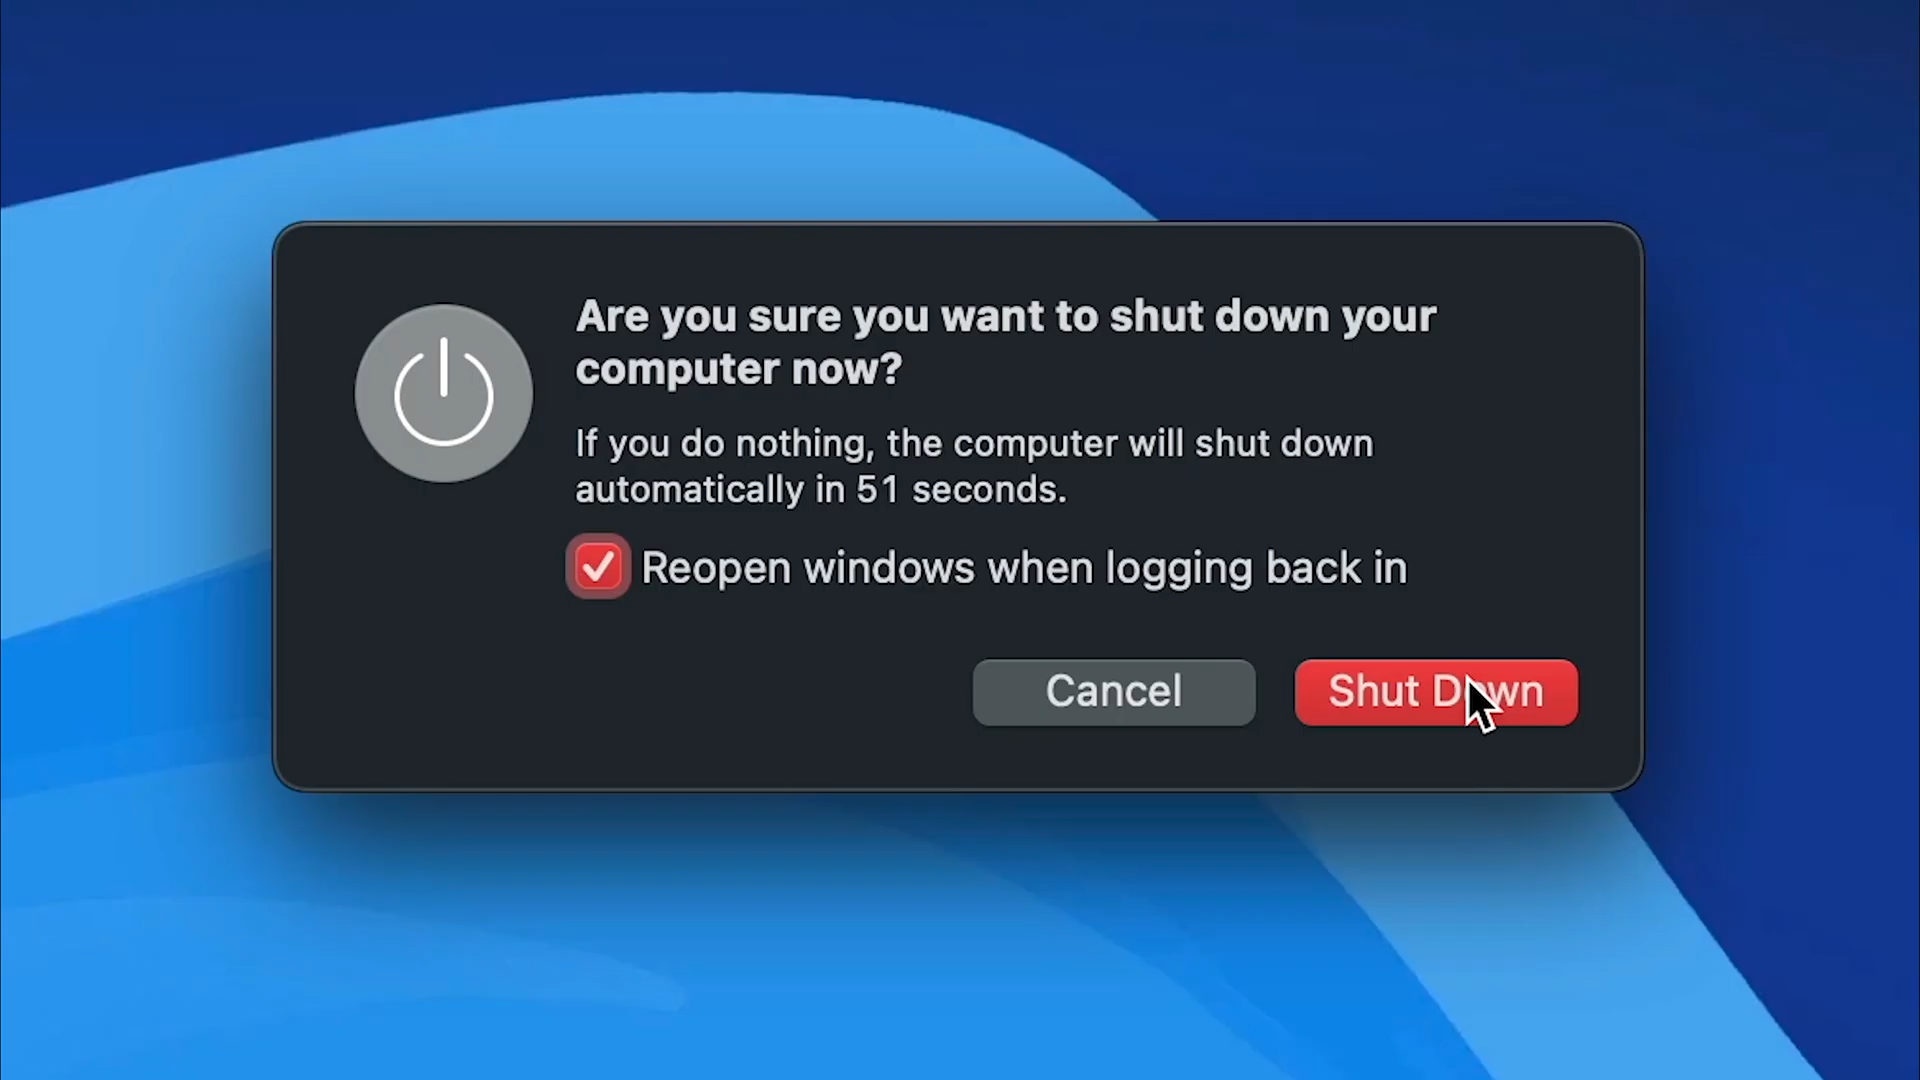 Are you sure you want to shut down your
computer now?
If you do nothing, the computer will shut down
automatically in 51 seconds.
Reopen windows when logging back in
Cancel
Shut Down